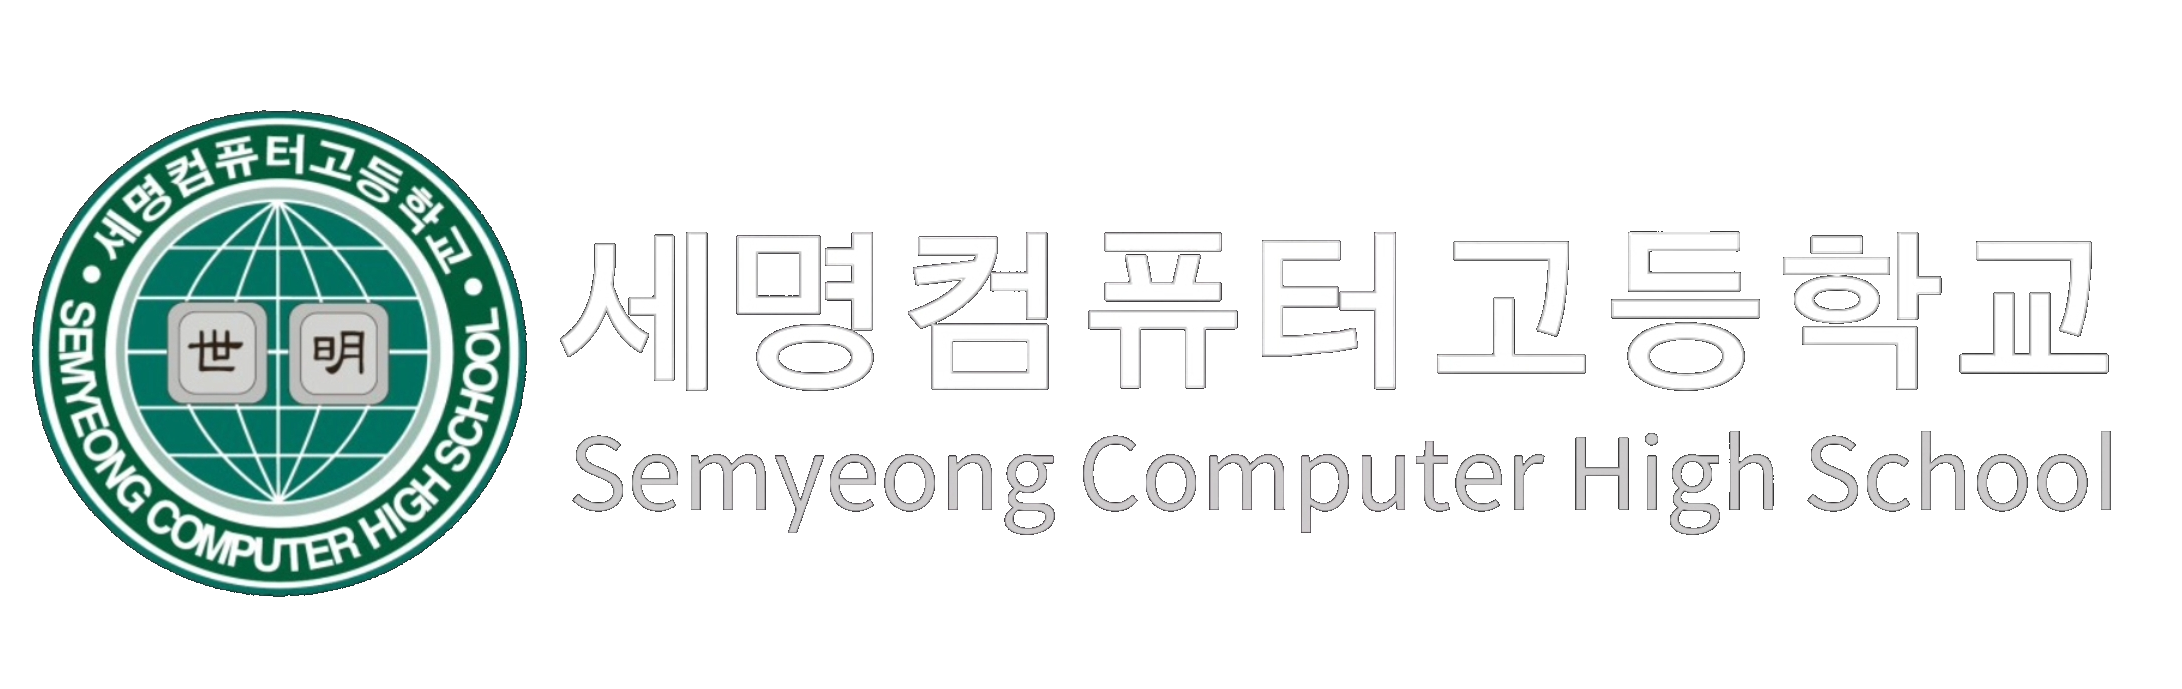 세명컴퓨터고등학교
世 明
SEMYEONG COMPUTER HIGH SCHOOL
세명컴퓨터고등학교
Semyeong Computer High School